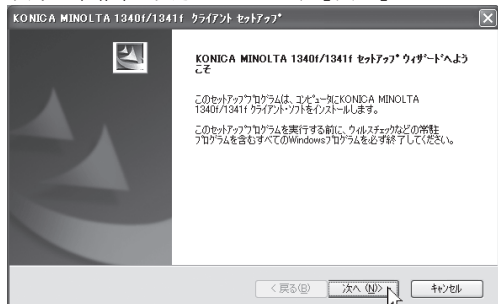 KONICA MINOLTA 1340f/1341f クライアント セットアップ
KONICA MINOLTA 1340f/1341f セットアップ ウィザードへよう
こそ
このセットアッププログラムは、コンピュータにKONICA MINOLTA
1340f/1341f クライアント・ソフトをインストールします。
このセットアッププログラムを実行する前に、ウィルスチェックなどの常駐
プログラムを含むすべてのWindowsプログラムを必ず終了してください。
< 戻る(B)
次へ (N)>
キャンセル